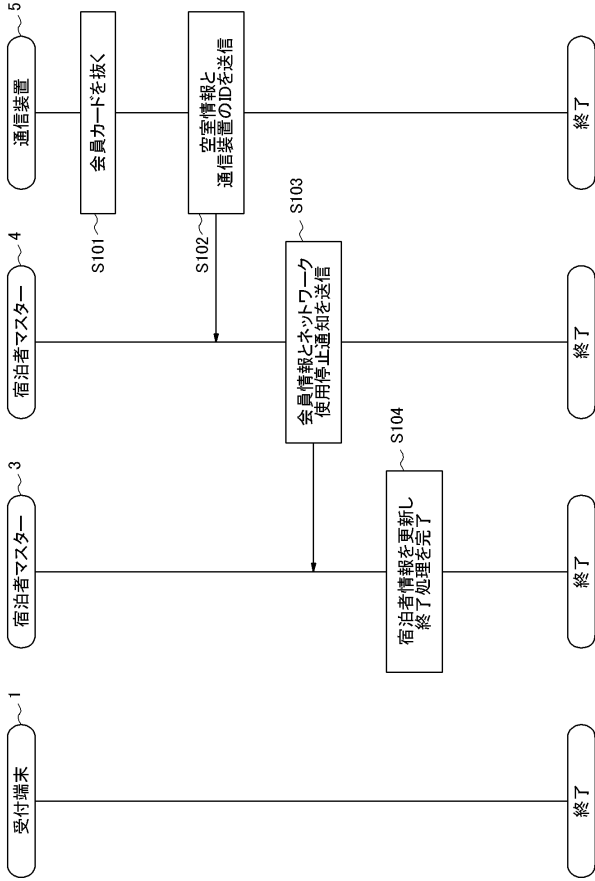 受付端末
1
宿泊者マスター
3
宿泊者マスター
4
通信装置
5
会員カードを抜く
S101
空室情報と
通信装置のIDを送信
S102
会員情報とネットワーク
使用停止通知を送信
S103
宿泊者情報を更新し
終了処理を完了
S104
終了
終了
終了
終了